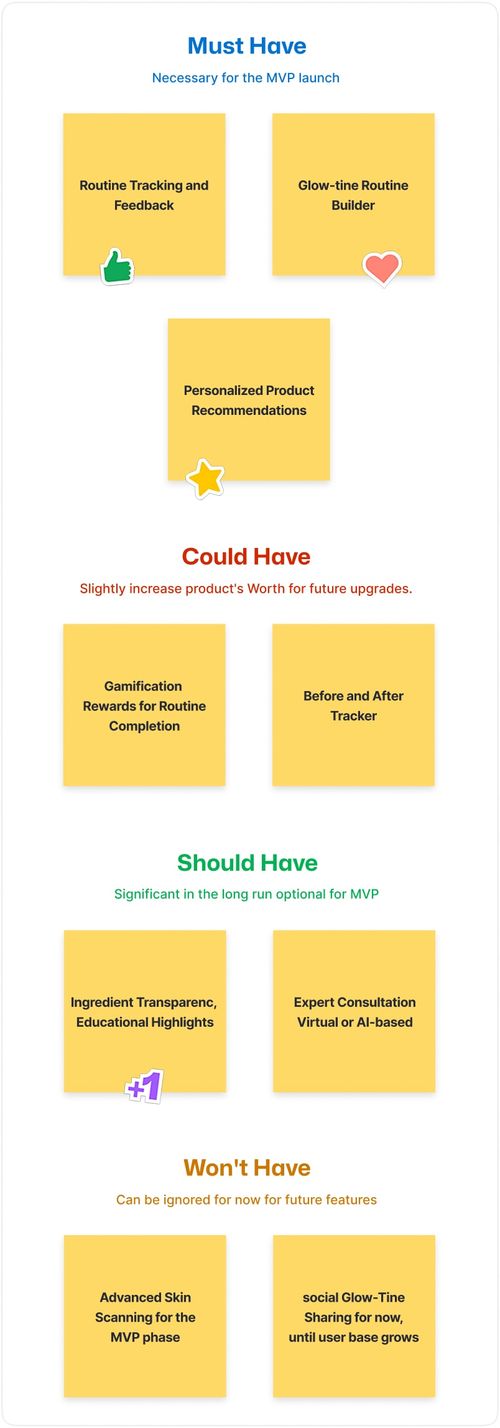 Must Have
Necessary for the MVP launch
Routine Tracking and
Feedback
Glow-tine Routine
Builder
Personalized Product
Recommendations
Could Have
Slightly increase product's Worth for future upgrades.
Gamification
Rewards for Routine
Completion
Before and After
Tracker
Should Have
Significant in the long run optional for MVP
Ingredient Transparenc,
Educational Highlights
+1
Expert Consultation
Virtual or AI-based
Won't Have
Can be ignored for now for future features
Advanced Skin
Scanning for the
MVP phase
social Glow-Tine
Sharing for now,
until user base grows